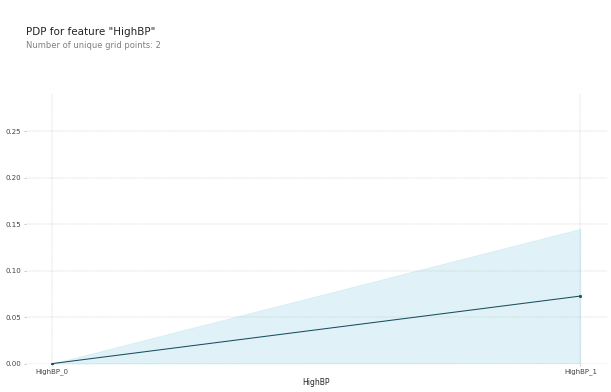 PDP for feature "HighBP"
Number of unique grid points: 2
0.25
0.20
0.15
0.10
0.05
0.00
HighBP_0
HighBP_1
HighBP